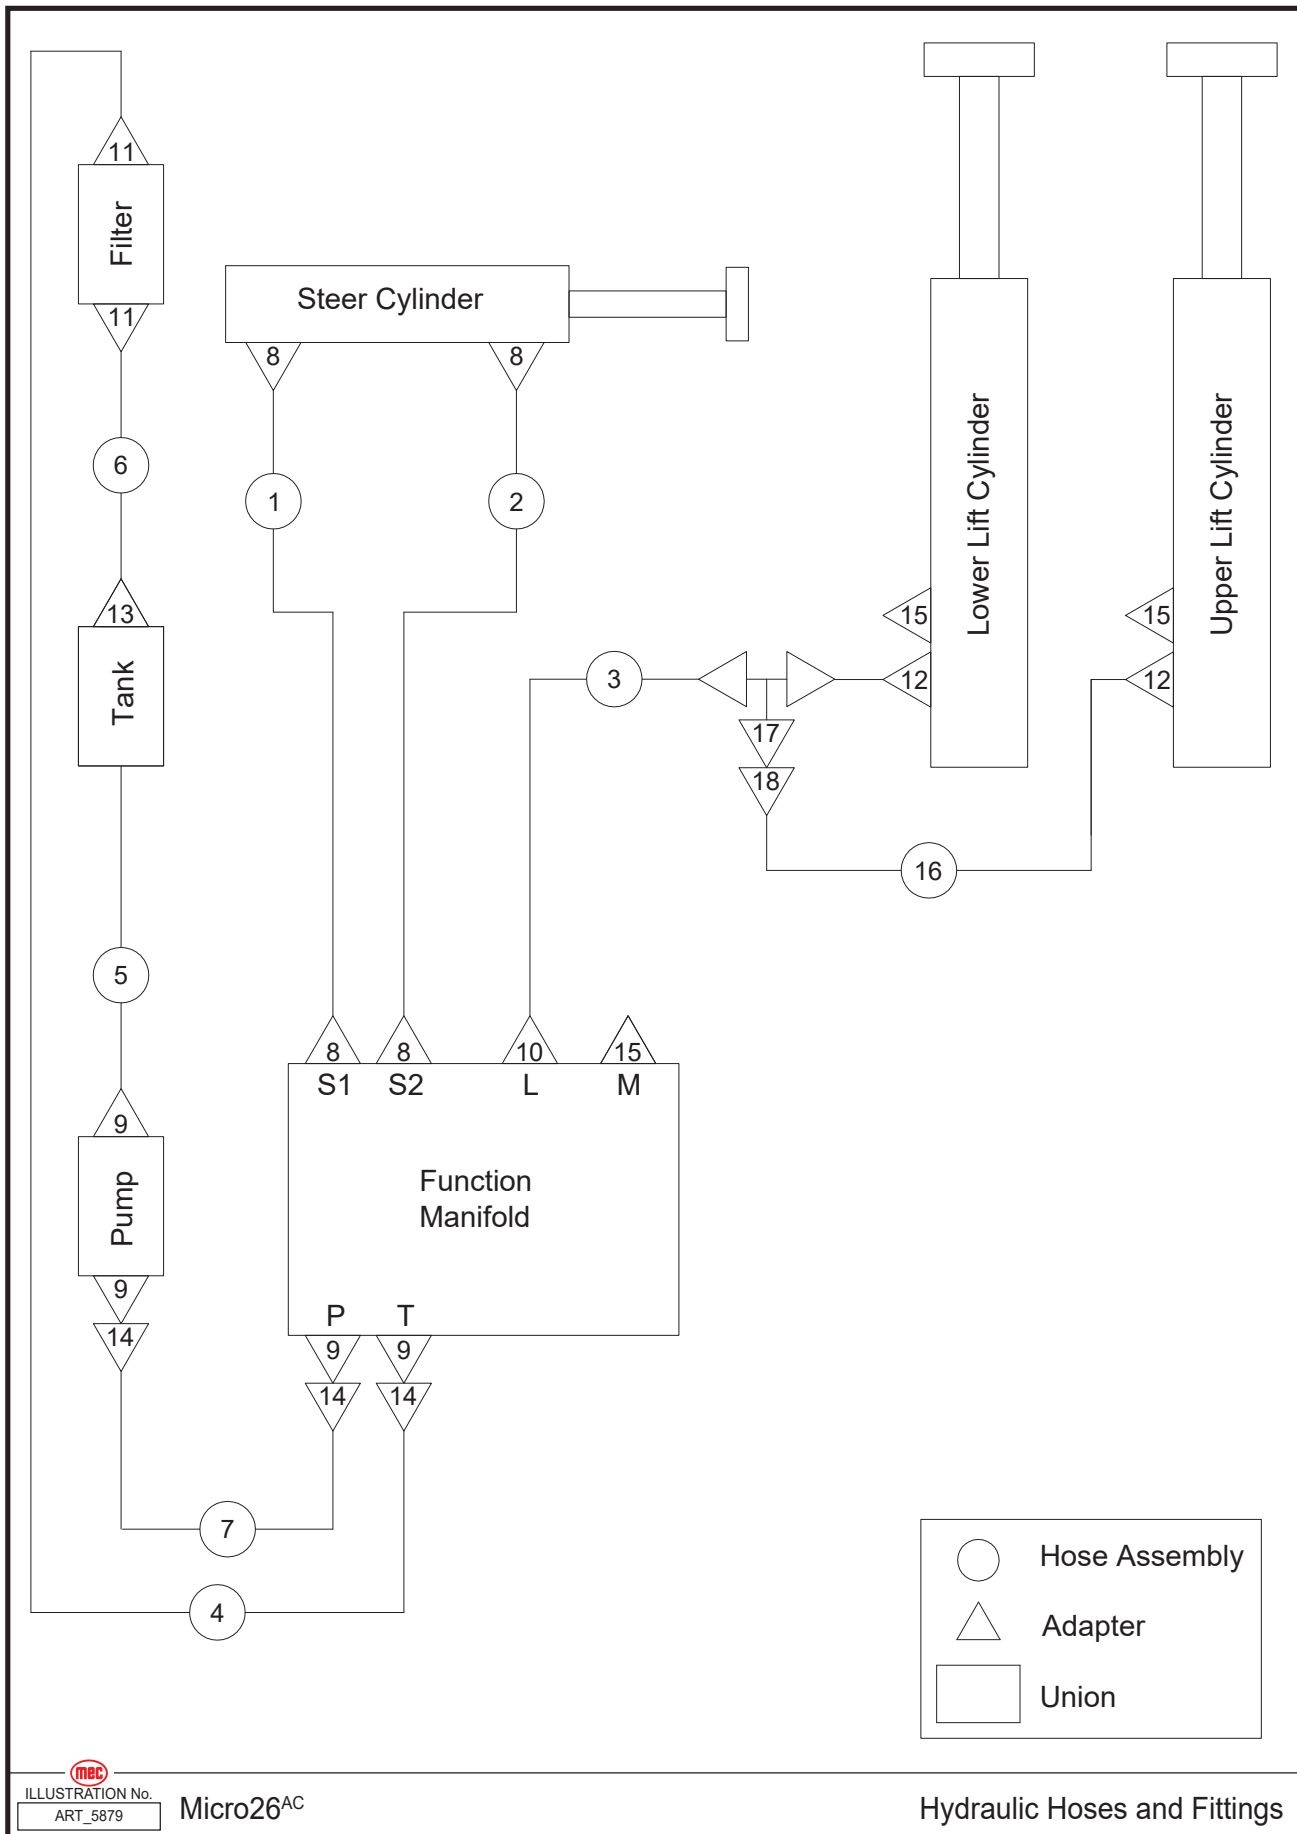 11
Filter
11
6
13
Tank
5
9
Pump
9
14
Steer Cylinder
8
8
1
2
Lower Lift Cylinder
15
12
Upper Lift Cylinder
15
12
3
17
18
16
8
8
10
15
S1
S2
L
M
Function
Manifold
P
T
9
9
14
14
7
4
Hose Assembly
Adapter
Union
mec
ILLUSTRATION No.
ART_5879
Micro26AC
Hydraulic Hoses and Fittings